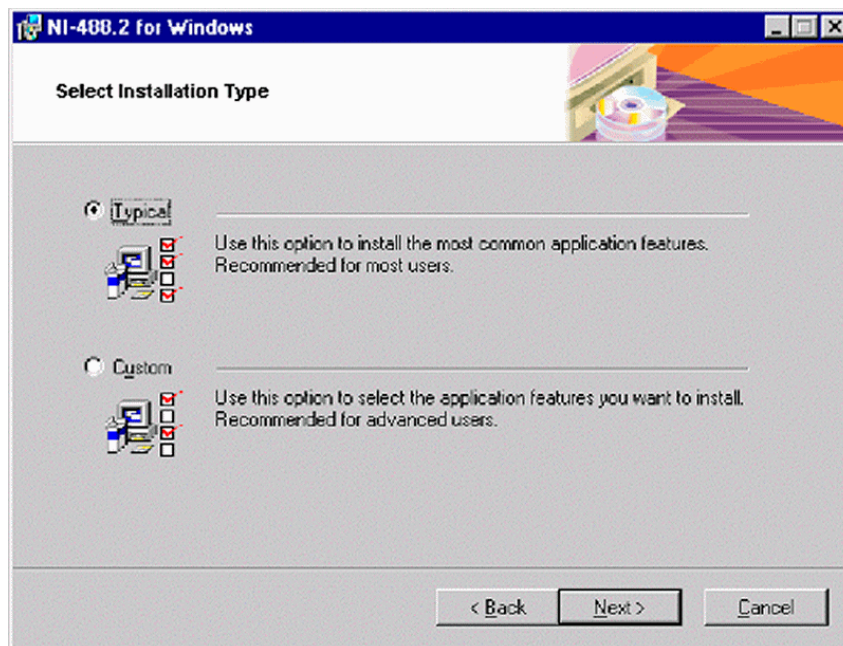 NI-488.2 for Windows
Select Installation Type
Typical
Use this option to install the most common application features.
Recommended for most users.
Custom
Use this option to select the application features you want to install.
Recommended for advanced users.
< Back
Next >
Cancel